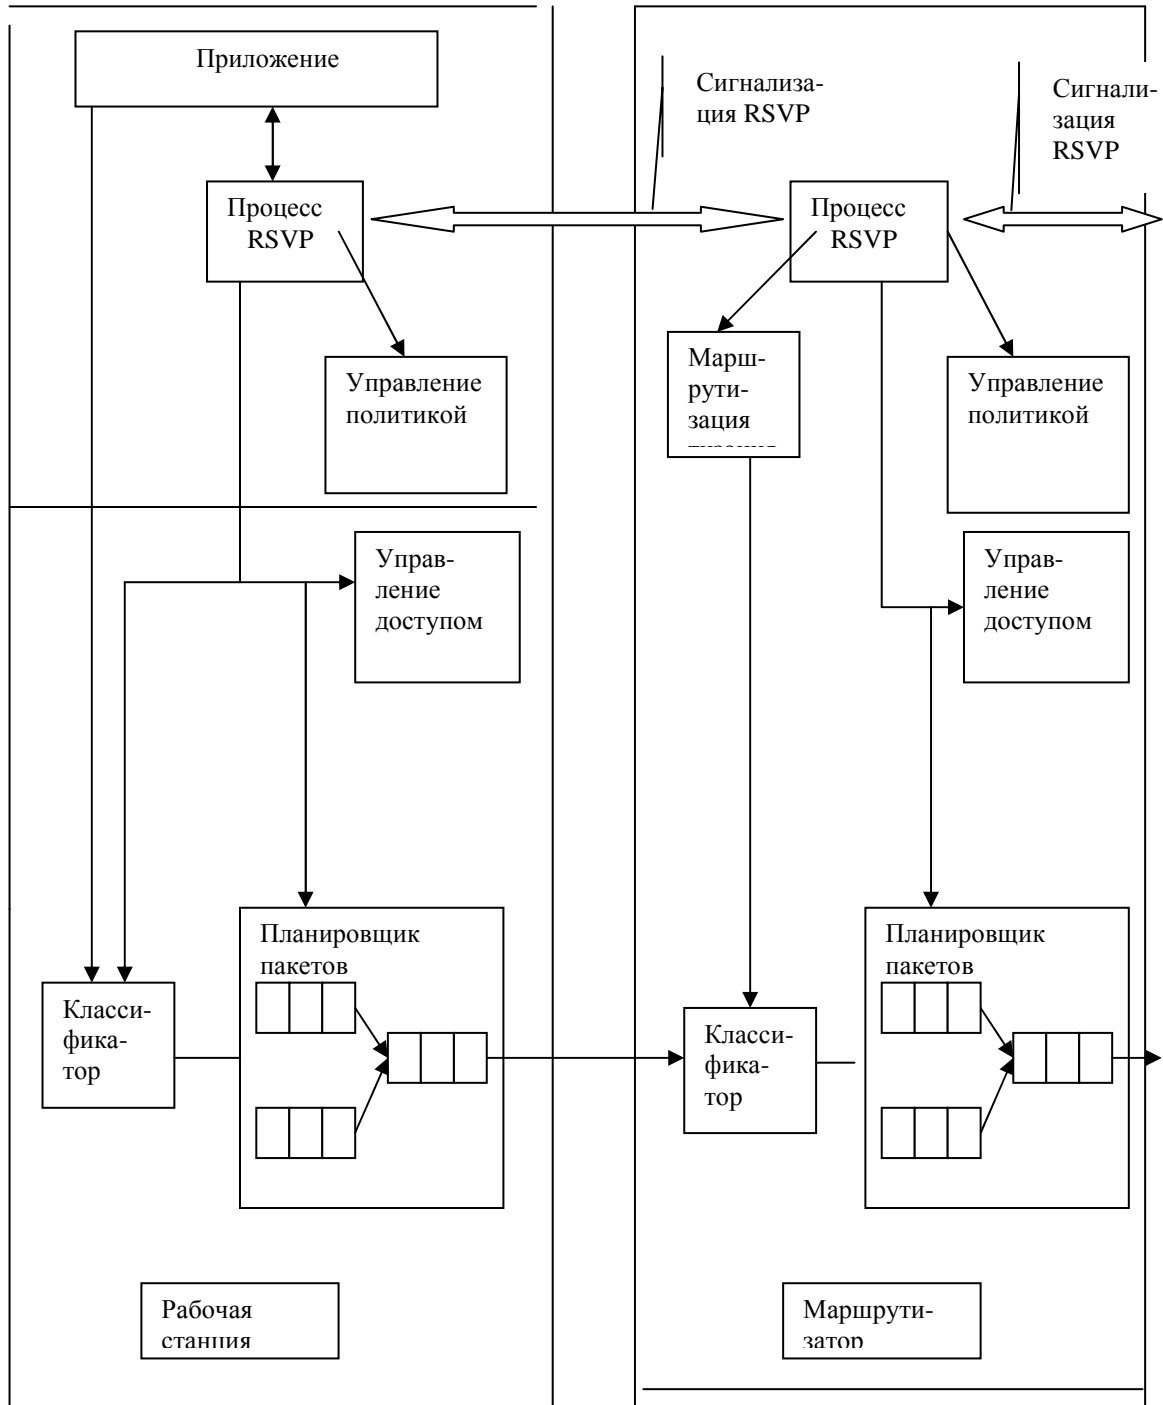 Приложение
Процесс
RSVP
Управление
политикой
Управ-
ление
доступом
Планировщик
пакетов
Класси-
фика-
тор
Рабочая
станция
Сигнализа-
ция RSVP
Сигнали-
зация
RSVP
Процесс
RSVP
Марш-
рути-
зация
Управление
политикой
Управ-
ление
доступом
Планировщик
пакетов
Класси-
фика-
тор
Маршрути-
затор